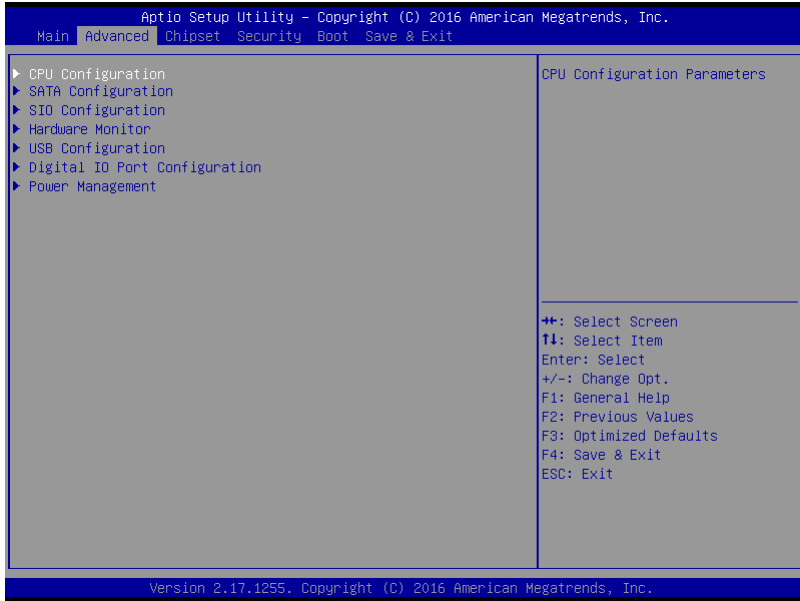 Aptio Setup Utility – Copyright (C) 2016 American Megatrends, Inc.
Main Advanced Chipset Security Boot Save & Exit
CPU Configuration
SATA Configuration
SIO Configuration
Hardware Monitor
USB Configuration
Digital IO Port Configuration
Power Management
CPU Configuration Parameters
→←: Select Screen
↑↓: Select Item
Enter: Select
+/-: Change Opt.
F1: General Help
F2: Previous Values
F3: Optimized Defaults
F4: Save & Exit
ESC: Exit
Version 2.17.1255. Copyright (C) 2016 American Megatrends, Inc.